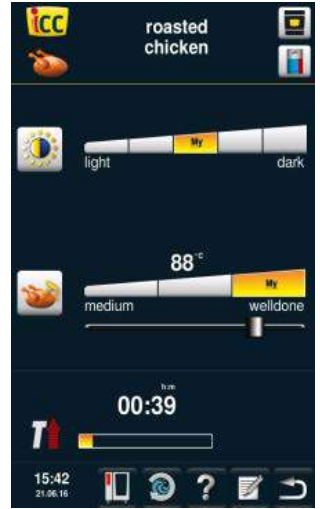 iCC
roasted
chicken
My
light
dark
88°c
My
medium
welldone
h:m
00:39
T
15:42
21.06.16
?